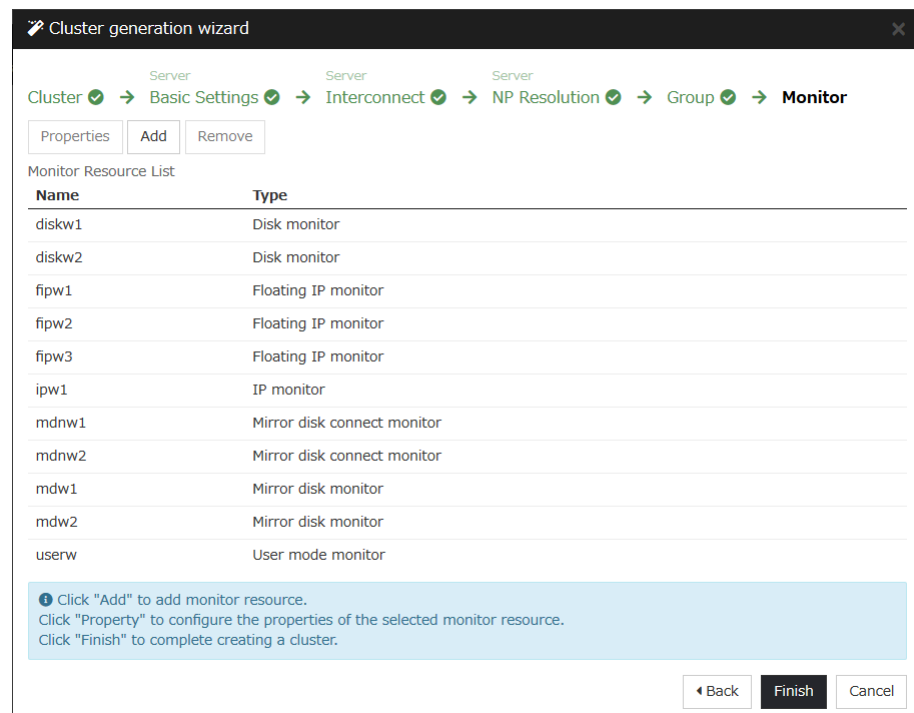 Cluster generation wizard
Server Server Server
Cluster → Basic Settings → Interconnect → NP Resolution → Group → Monitor
Properties Add Remove
Monitor Resource List
Name Type
diskw1 Disk monitor
diskw2 Disk monitor
fipw1 Floating IP monitor
fipw2 Floating IP monitor
fipw3 Floating IP monitor
ipw1 IP monitor
mdnw1 Mirror disk connect monitor
mdnw2 Mirror disk connect monitor
mdw1 Mirror disk monitor
mdw2 Mirror disk monitor
userw User mode monitor
Click "Add" to add monitor resource.
Click "Property" to configure the properties of the selected monitor resource.
Click "Finish" to complete creating a cluster.
Back Finish Cancel